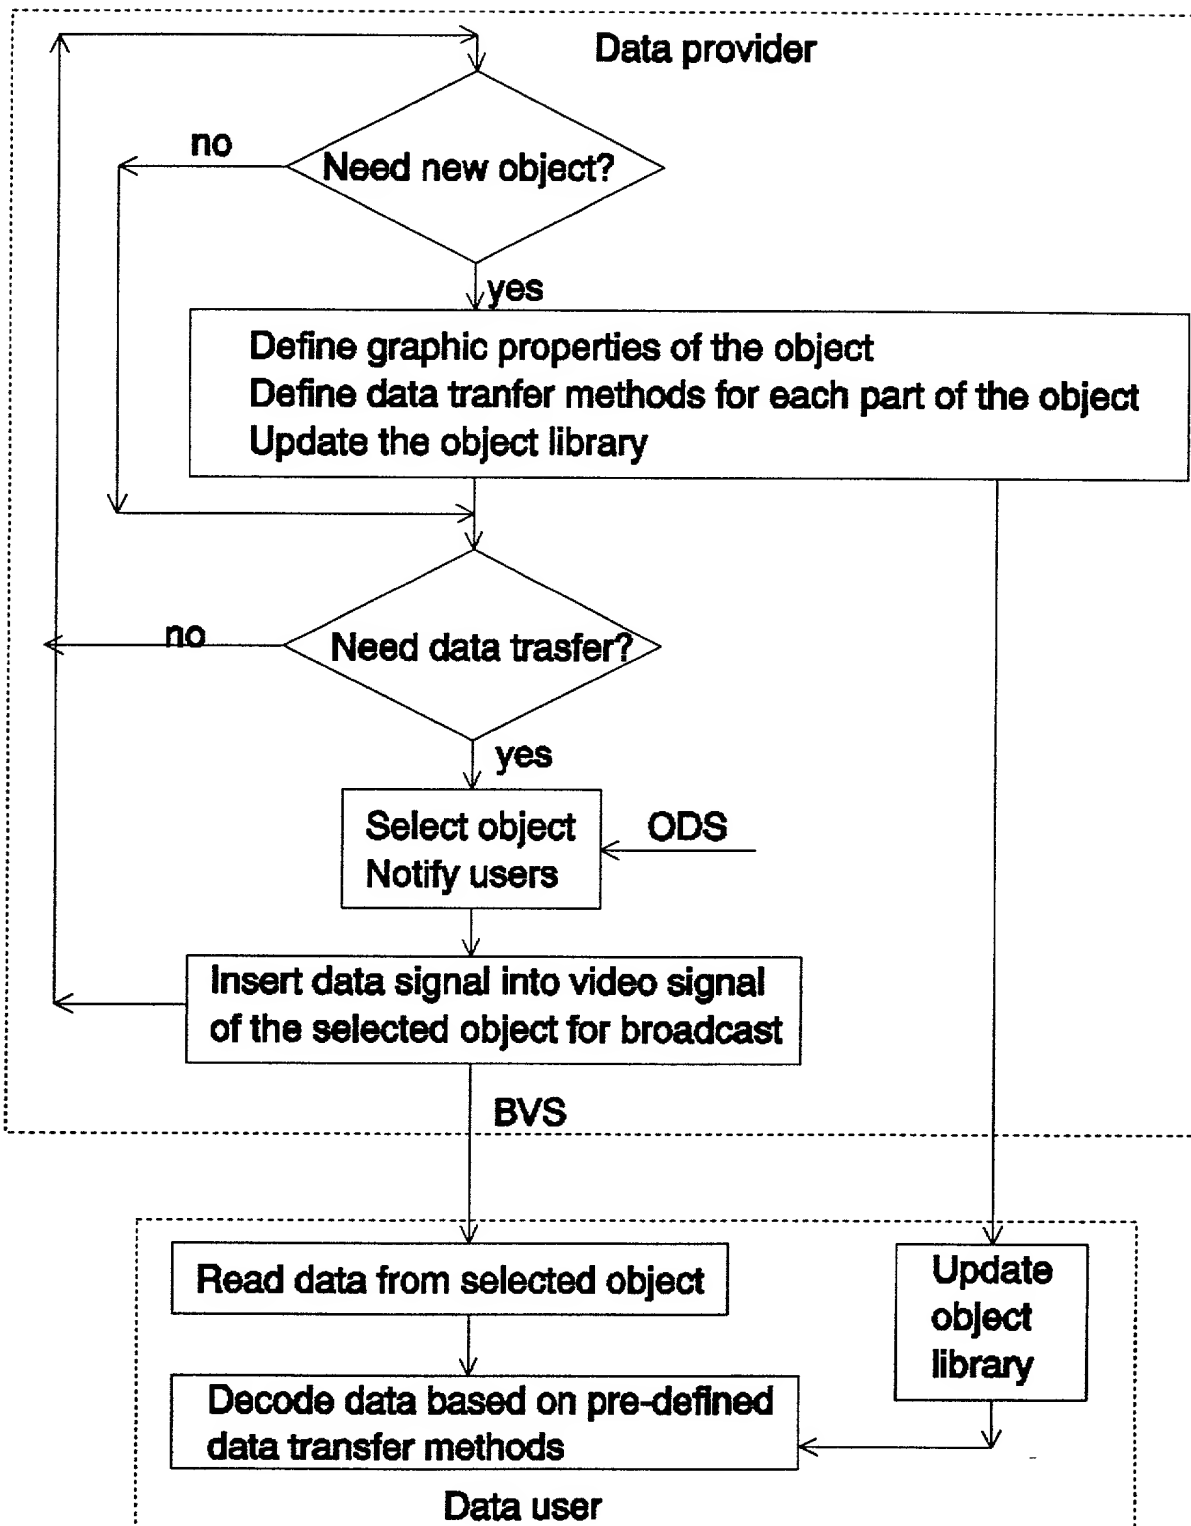 Data provider
no
Need new object?
yes
Define graphic properties of the object
Define data tranfer methods for each part of the object
Update the object library
no
Need data trasfer?
yes
Select object
Notify users
ODS
Insert data signal into video signal
of the selected object for broadcast
BVS
Read data from selected object
Update
object
library
Decode data based on pre-defined
data transfer methods
Data user